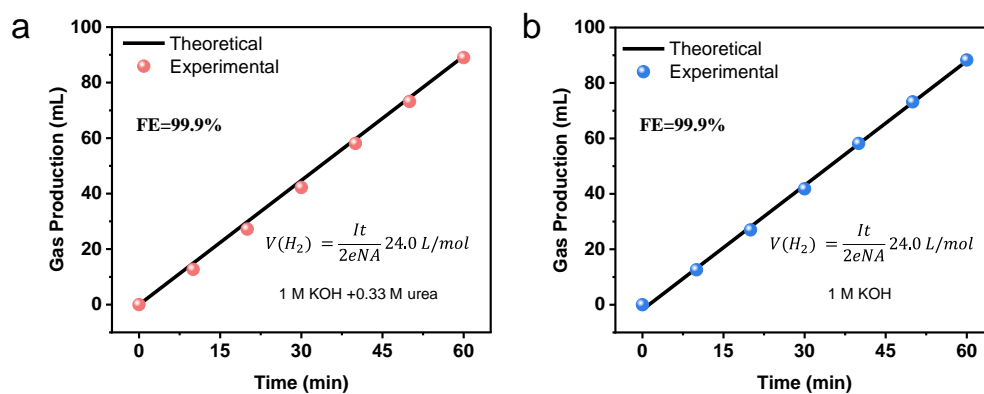 a
Gas Production (mL)
100
80
60
40
20
0
Theoretical
Experimental
FE=99.9%
V(H₂) = It/2eNA 24.0 L/mol
1 M KOH +0.33 M urea
0 15 30 45 60
Time (min)
b
Gas Production (mL)
100
80
60
40
20
0
Theoretical
Experimental
FE=99.9%
V(H₂) = It/2eNA 24.0 L/mol
1 M KOH
0 15 30 45 60
Time (min)